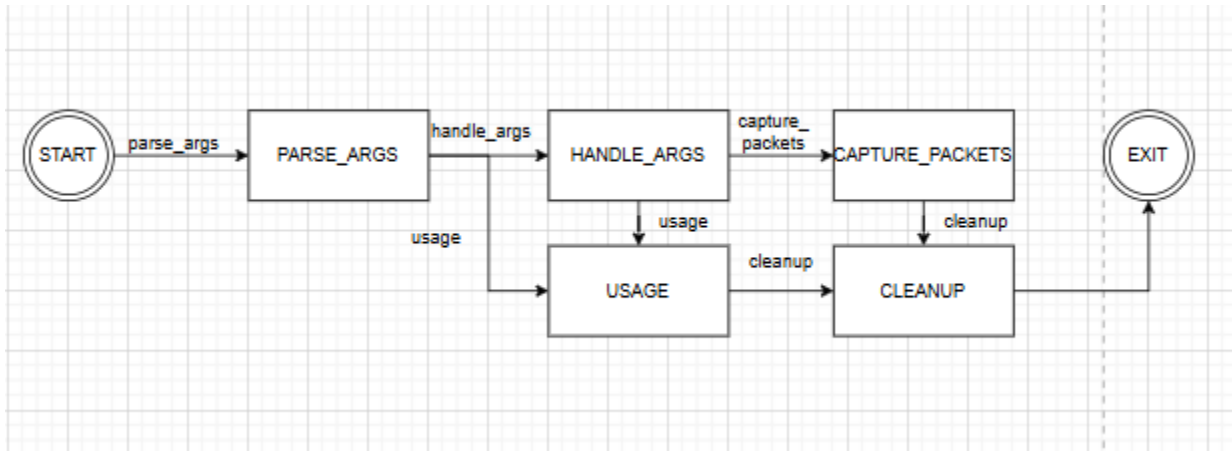 START
parse_args
PARSE_ARGS
handle_args
HANDLE_ARGS
capture_
packets
CAPTURE_PACKETS
EXIT
usage
usage
cleanup
cleanup
USAGE
CLEANUP